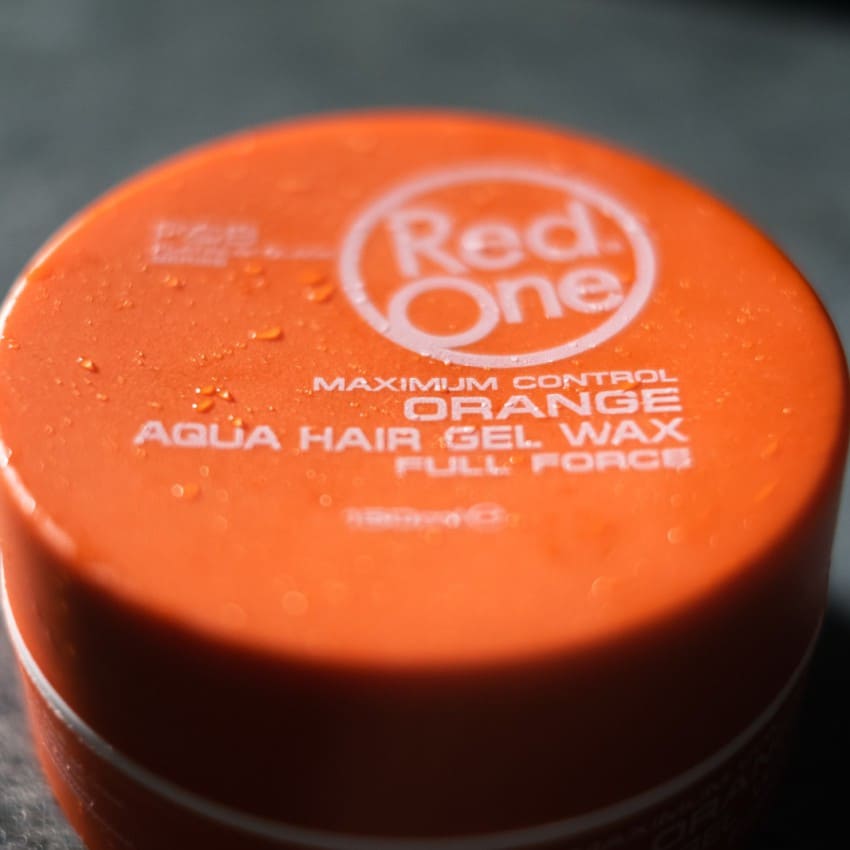 Red
One
MAXIMUM CONTROL
ORANGE
AQUA HAIR GEL WAX
FULL FORCE